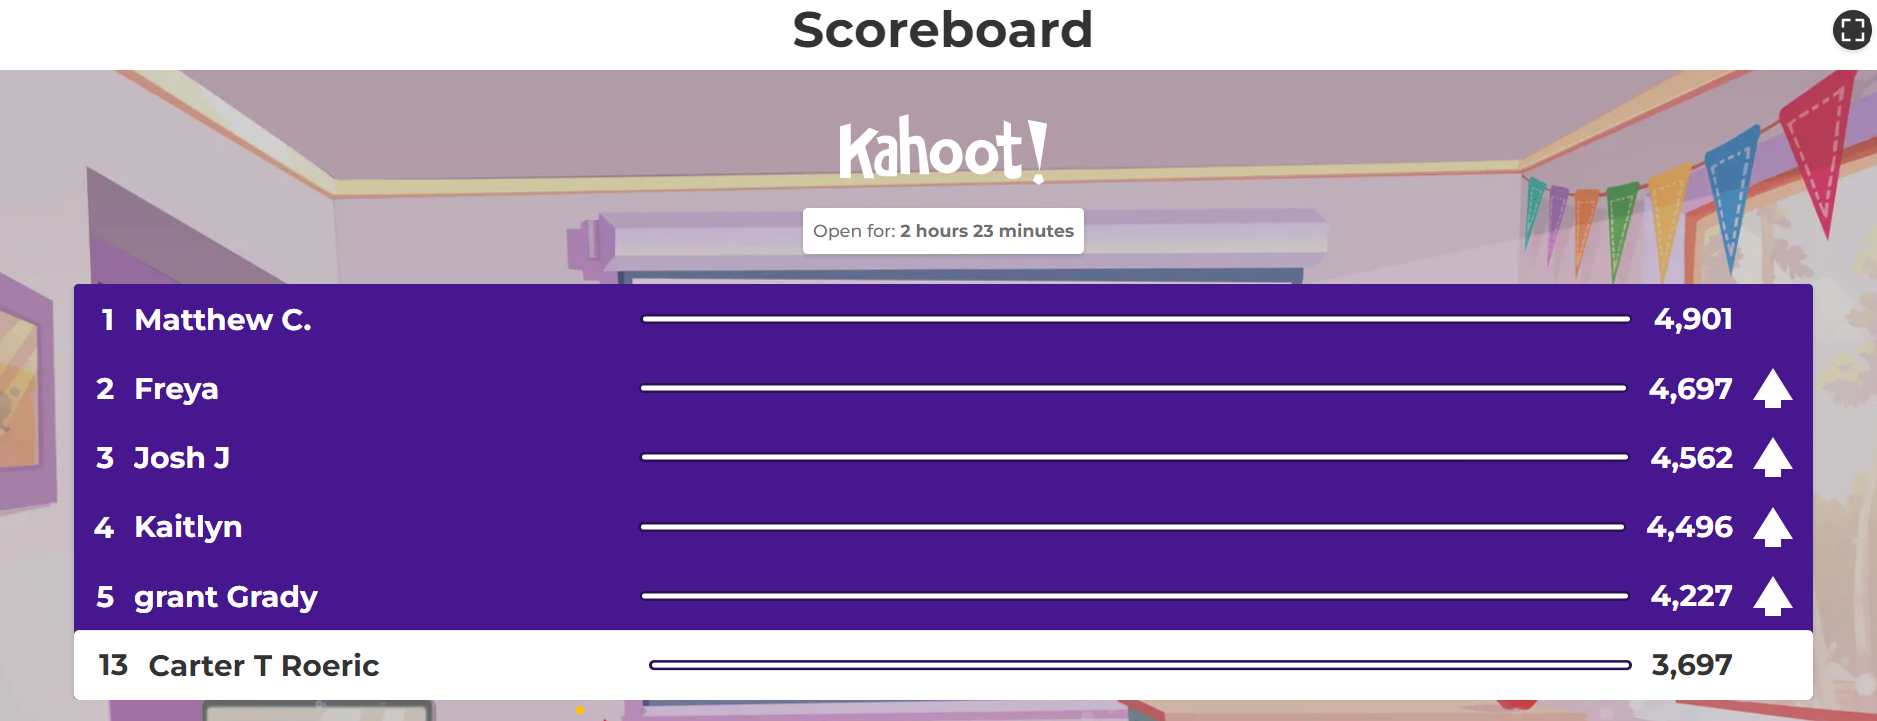 Scoreboard
Kahoot!
Open for: 2 hours 23 minutes
1 Matthew C. 4,901
2 Freya 4,697
3 Josh J 4,562
4 Kaitlyn 4,496
5 grant Grady 4,227
13 Carter T Roeric 3,697